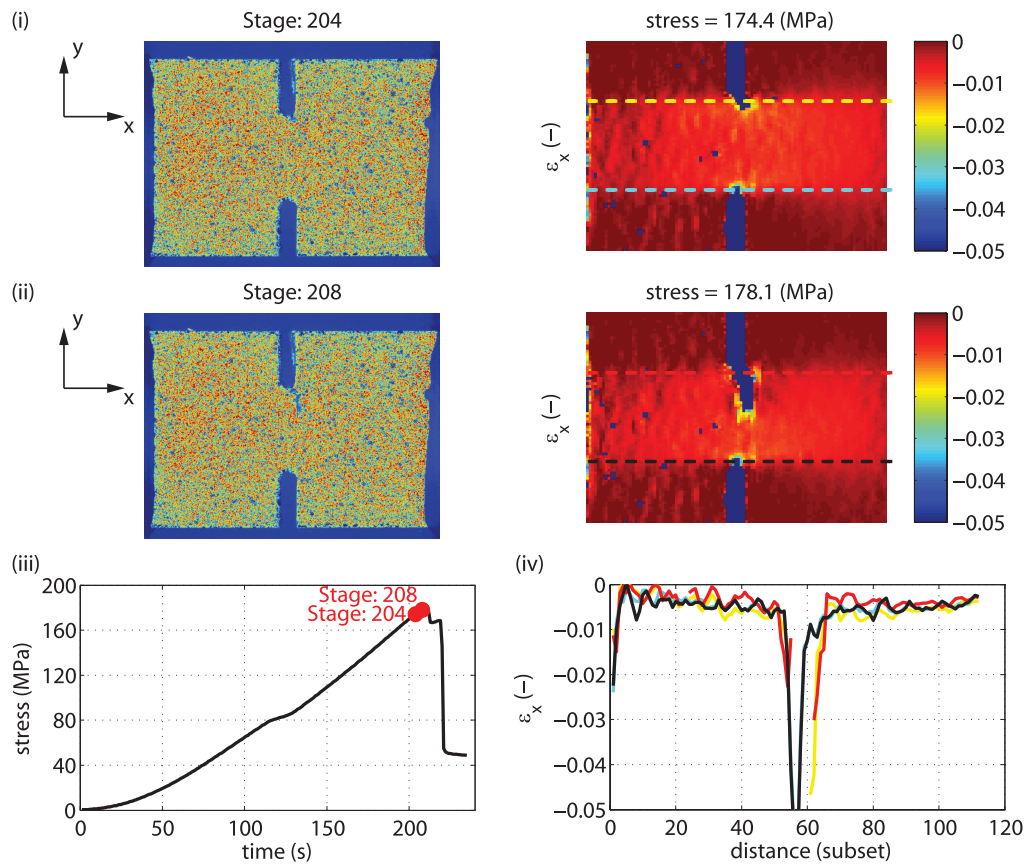 (i)
Stage: 204
stress = 174.4 (MPa)
y
x
εx (−)
0
−0.01
−0.02
−0.03
−0.04
−0.05
(ii)
Stage: 208
stress = 178.1 (MPa)
y
x
εx (−)
0
−0.01
−0.02
−0.03
−0.04
−0.05
(iii)
200
160
120
80
40
0
stress (MPa)
Stage: 208
Stage: 204
0
50
100
150
200
time (s)
(iv)
0
−0.01
−0.02
−0.03
−0.04
−0.05
εx (−)
0
20
40
60
80
100
120
distance (subset)